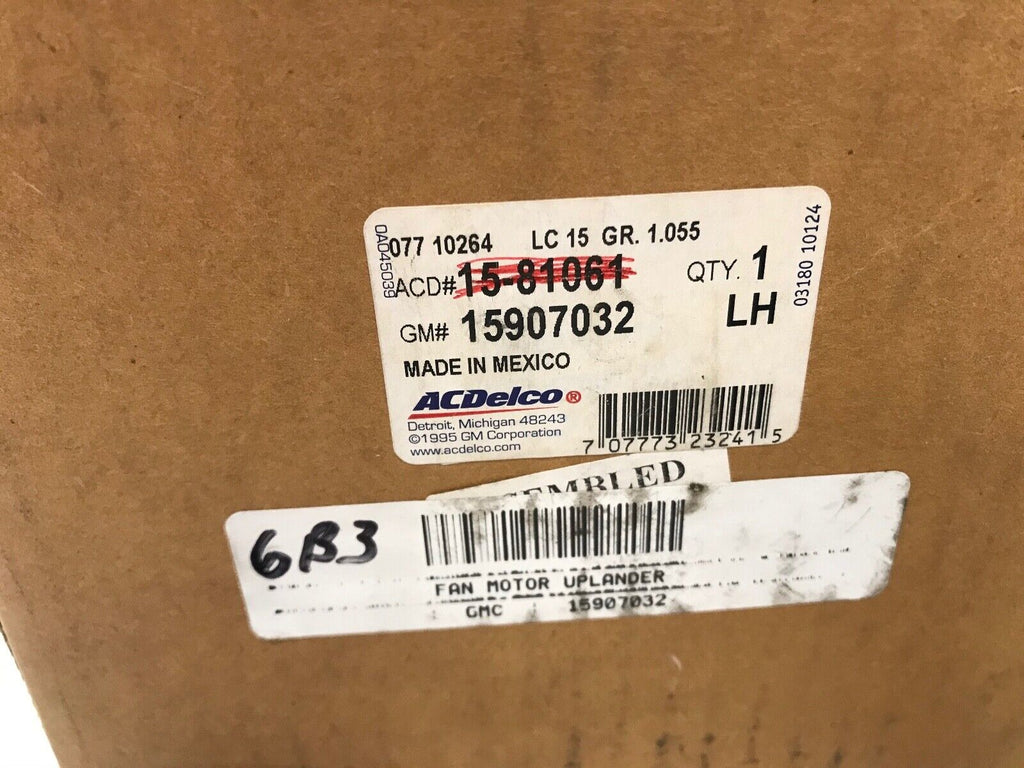 077 10264 LC 15 GR. 1.055
0A045039
ACD# 15-81061
QTY. 1
GM# 15907032
LH
03180 10124
MADE IN MEXICO
ACDelco®
Detroit, Michigan 48243
©1995 GM Corporation
www.acdelco.com
7 07773 23241 5
EMBLED
6B3
FAN MOTOR UPLANDER
GMC 15907032